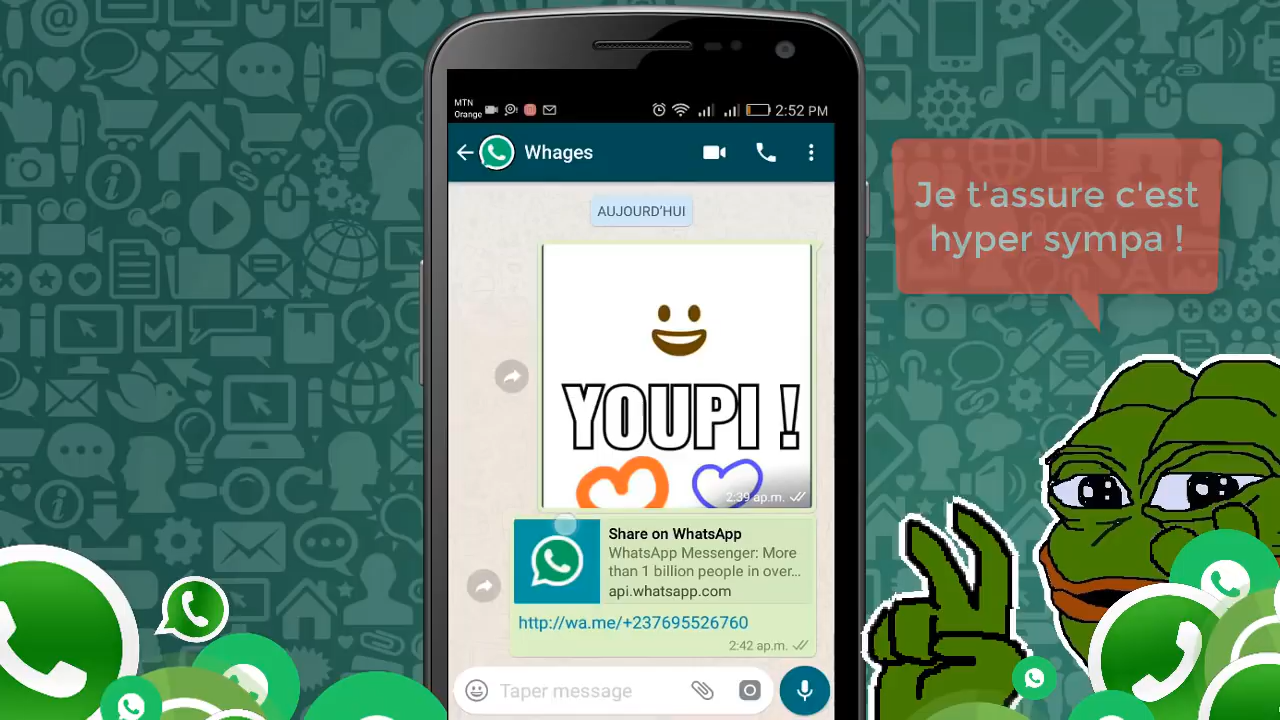 MTN
Orange
2:52 PM
Whages
AUJOURD'HUI
YOUPI !
2:39 ap.m.
Share on WhatsApp
WhatsApp Messenger: More
than 1 billion people in over...
api.whatsapp.com
http://wa.me/+237695526760
2:42 ap.m.
Taper message
Je t'assure c'est
hyper sympa !